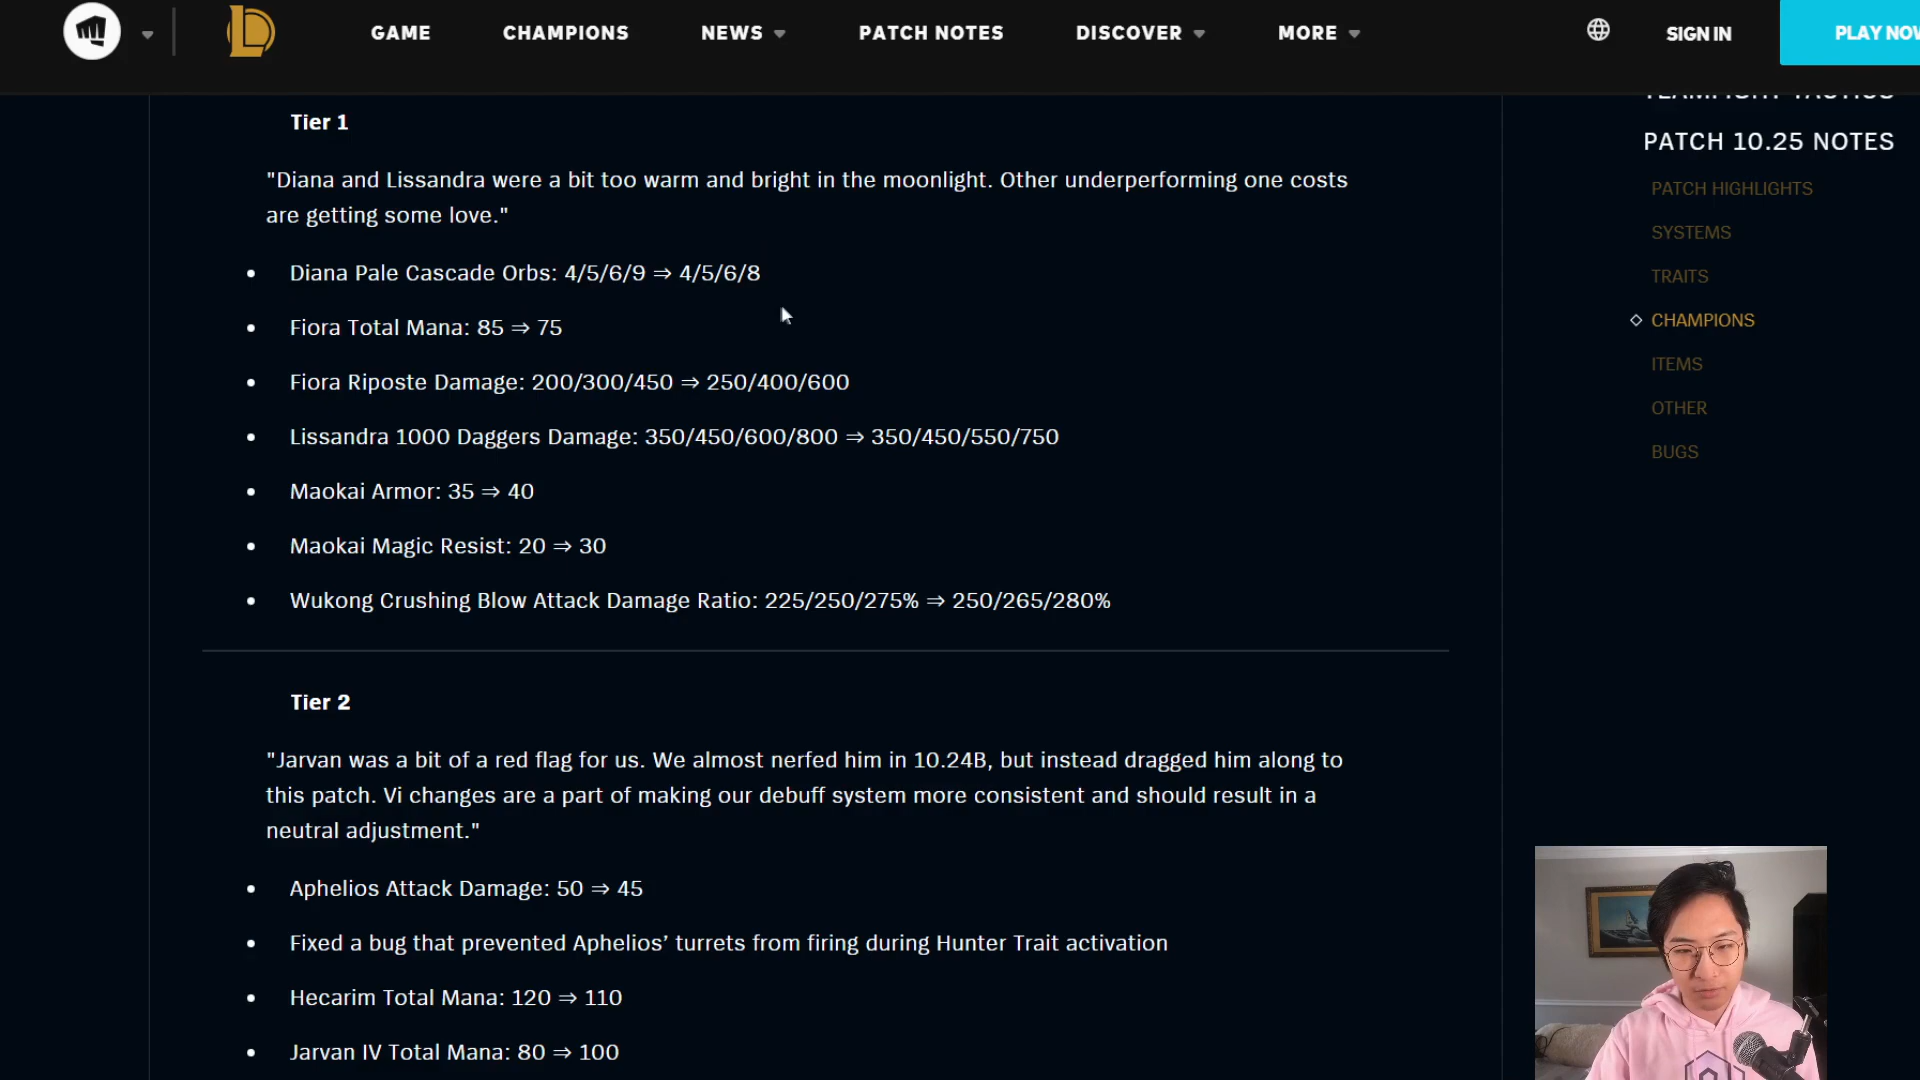 GAME
CHAMPIONS
NEWS
PATCH NOTES
DISCOVER
MORE
SIGN IN
PLAY NOW
Tier 1
"Diana and Lissandra were a bit too warm and bright in the moonlight. Other underperforming one costs
are getting some love."
• Diana Pale Cascade Orbs: 4/5/6/9 ⇒ 4/5/6/8
• Fiora Total Mana: 85 ⇒ 75
• Fiora Riposte Damage: 200/300/450 ⇒ 250/400/600
• Lissandra 1000 Daggers Damage: 350/450/600/800 ⇒ 350/450/550/750
• Maokai Armor: 35 ⇒ 40
• Maokai Magic Resist: 20 ⇒ 30
• Wukong Crushing Blow Attack Damage Ratio: 225/250/275% ⇒ 250/265/280%
Tier 2
"Jarvan was a bit of a red flag for us. We almost nerfed him in 10.24B, but instead dragged him along to
this patch. Vi changes are a part of making our debuff system more consistent and should result in a
neutral adjustment."
• Aphelios Attack Damage: 50 ⇒ 45
• Fixed a bug that prevented Aphelios’ turrets from firing during Hunter Trait activation
• Hecarim Total Mana: 120 ⇒ 110
• Jarvan IV Total Mana: 80 ⇒ 100
TEAMFIGHT TACTICS
PATCH 10.25 NOTES
PATCH HIGHLIGHTS
SYSTEMS
TRAITS
CHAMPIONS
ITEMS
OTHER
BUGS